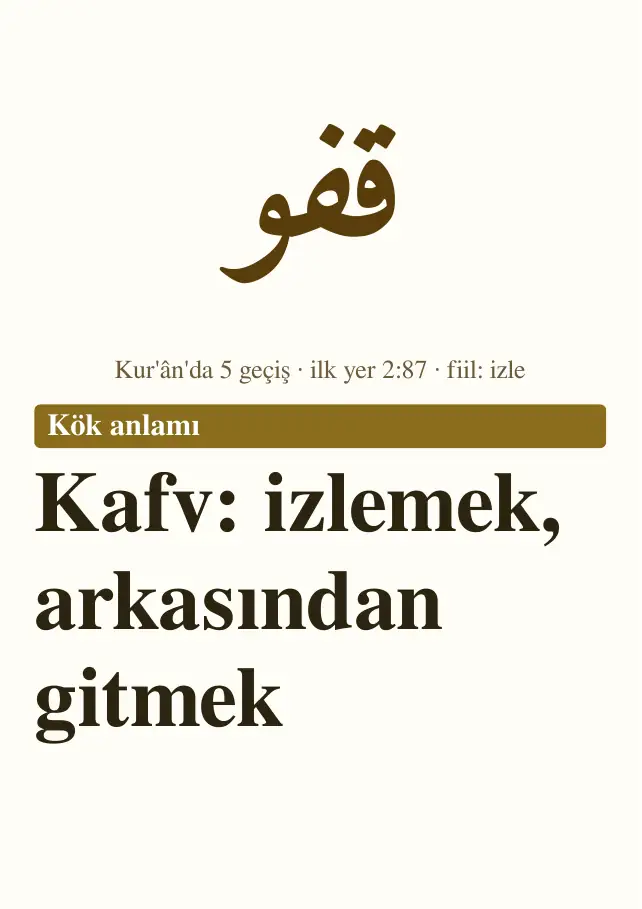 قفو
Kur'ân'da 5 geçiş · ilk yer 2:87 · fiil: izle
Kök anlamı
Kafv: izlemek,
arkasından
gitmek